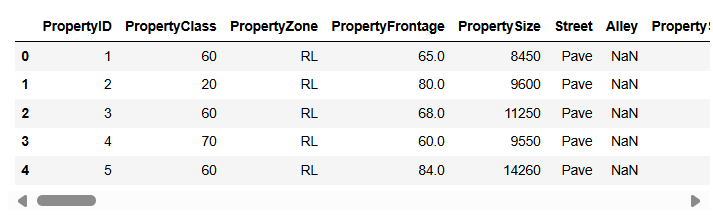 PropertyID PropertyClass PropertyZone PropertyFrontage PropertySize Street Alley PropertyS
0 1 60 RL 65.0 8450 Pave NaN
1 2 20 RL 80.0 9600 Pave NaN
2 3 60 RL 68.0 11250 Pave NaN
3 4 70 RL 60.0 9550 Pave NaN
4 5 60 RL 84.0 14260 Pave NaN